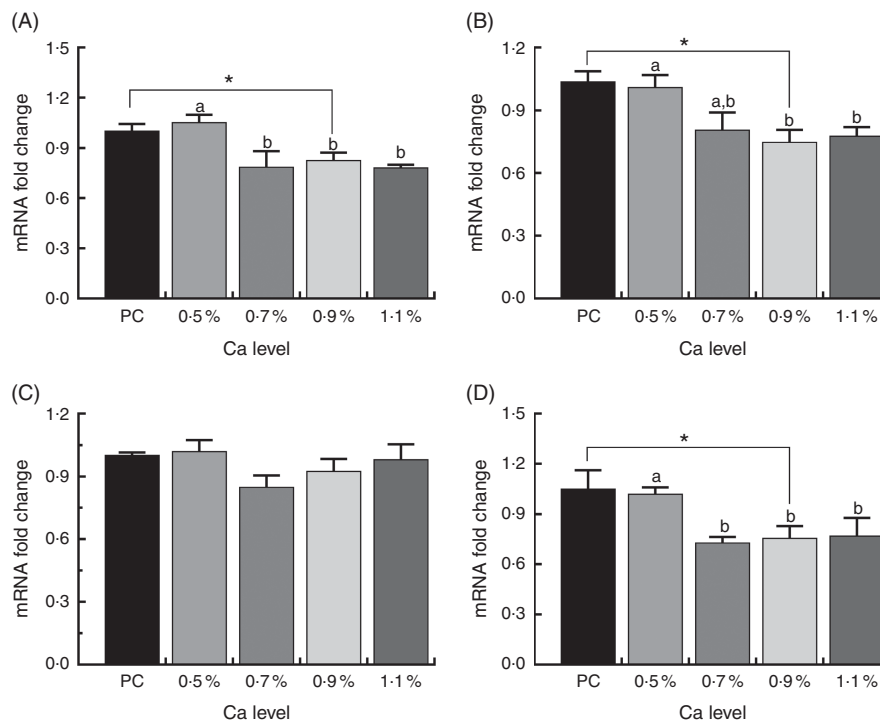 (A)
1·5
1·2
0·9
0·6
0·3
0·0
mRNA fold change
*
a
b
b
b
PC 0·5 % 0·7 % 0·9 % 1·1 %
Ca level
(B)
1·2
0·9
0·6
0·3
0·0
mRNA fold change
*
a
a,b
b
b
PC 0·5 % 0·7 % 0·9 % 1·1 %
Ca level
(C)
1·2
0·9
0·6
0·3
0·0
mRNA fold change
PC 0·5 % 0·7 % 0·9 % 1·1 %
Ca level
(D)
1·5
1·2
0·9
0·6
0·3
0·0
mRNA fold change
*
a
b
b
b
PC 0·5 % 0·7 % 0·9 % 1·1 %
Ca level